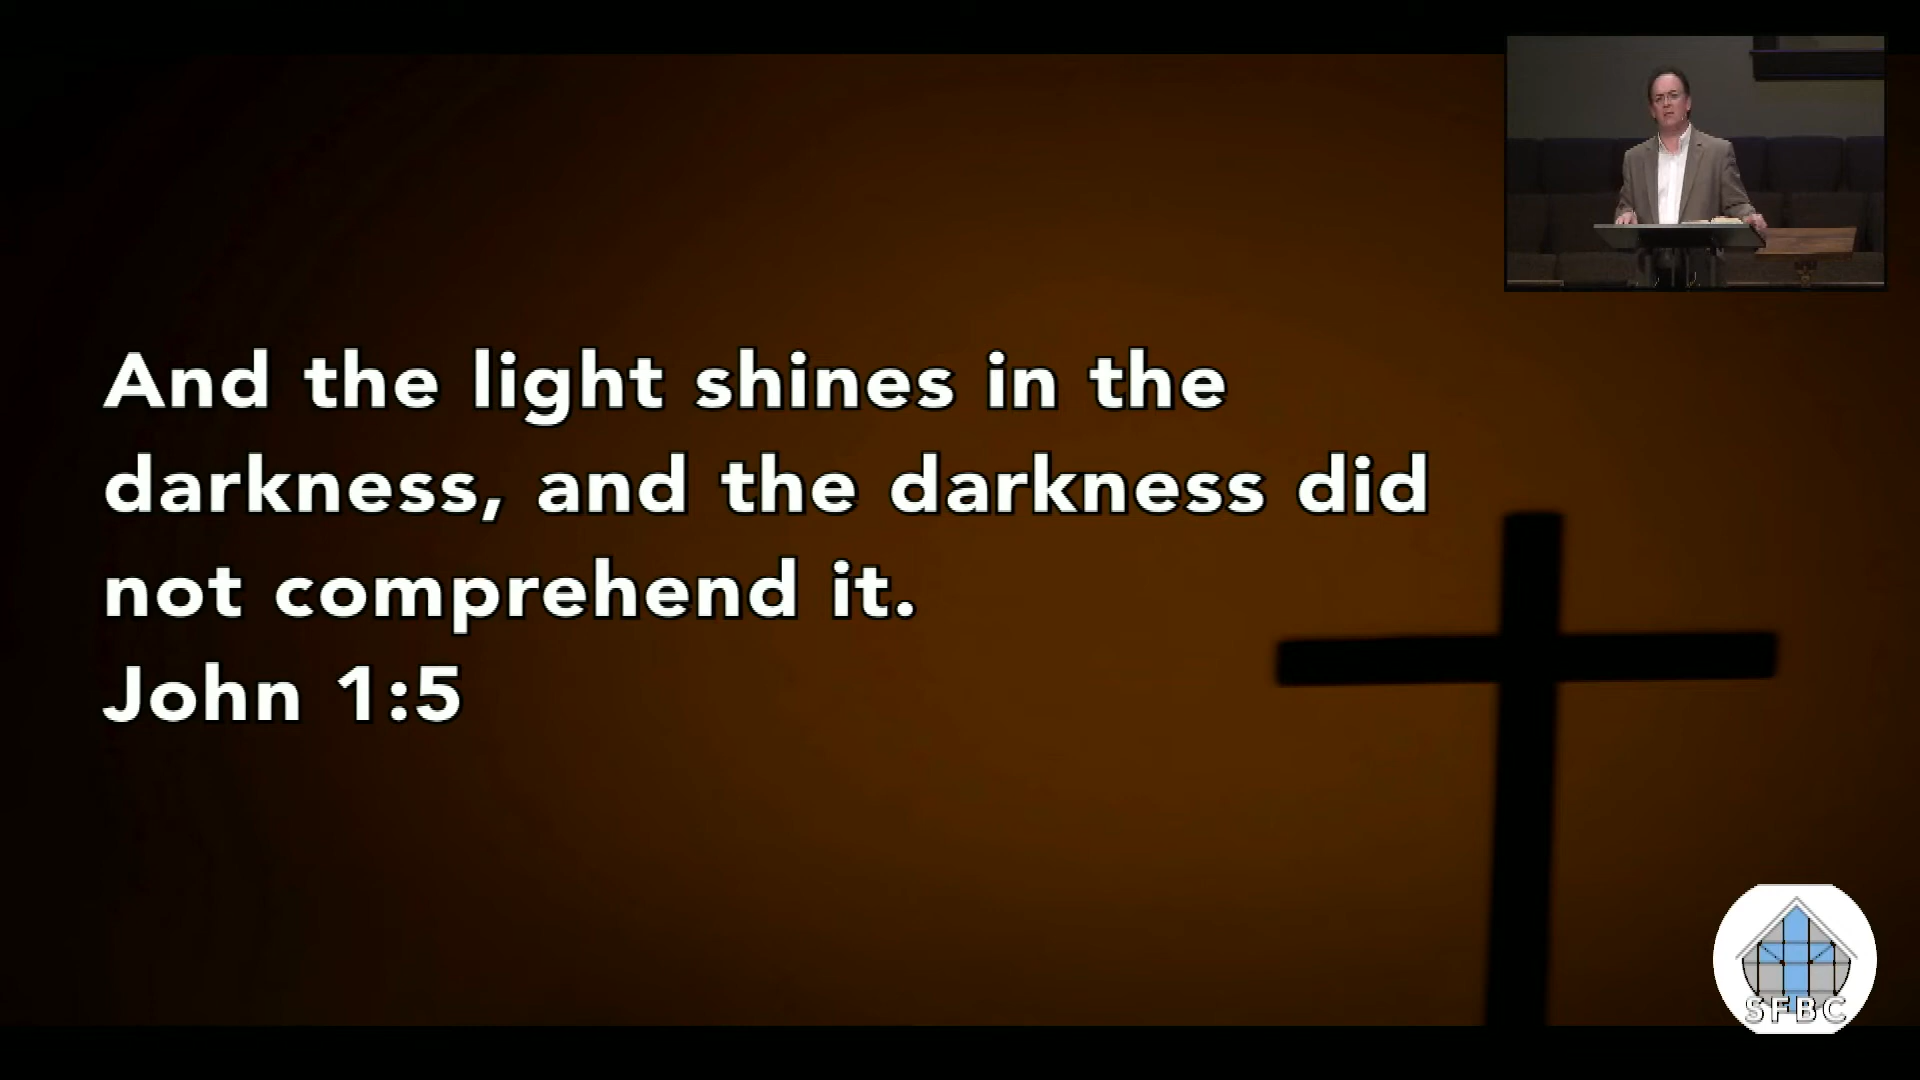 And the light shines in the
darkness, and the darkness did
not comprehend it.
John 1:5
SFBC